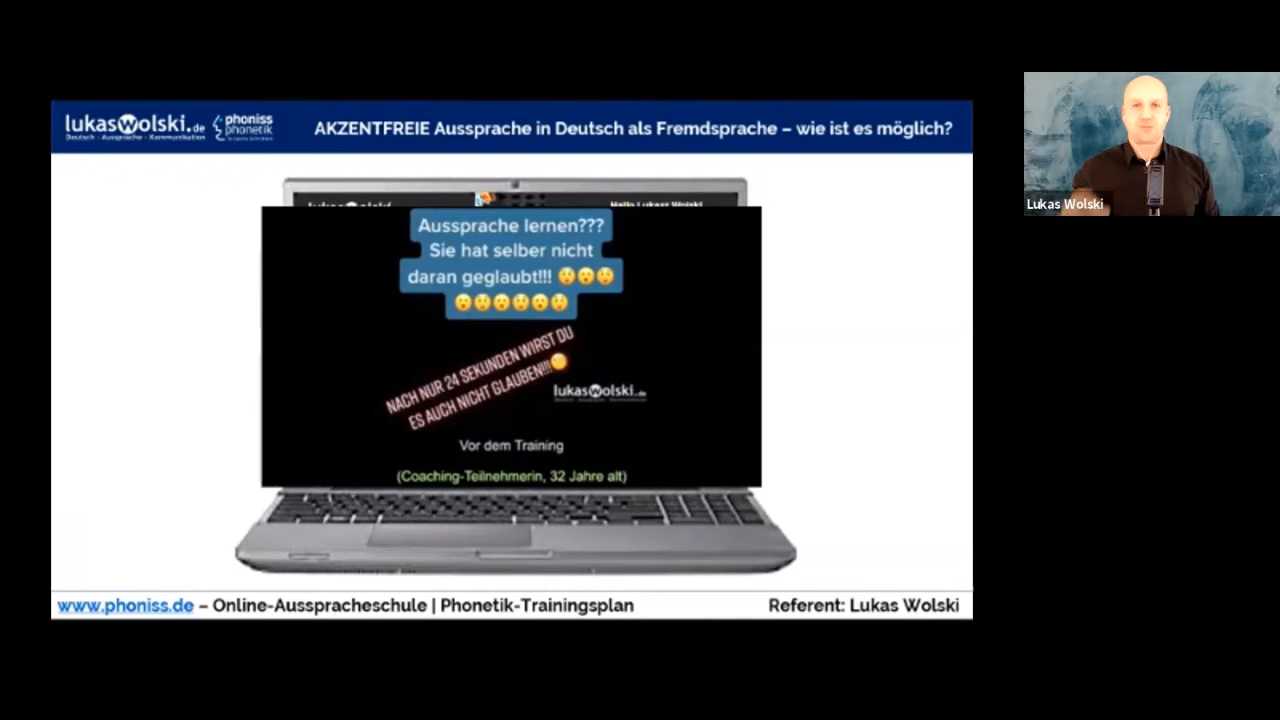 lukaswolski.de
Deutsch - Aussprache - Kommunikation
phoniss
phonetik
AKZENTFREIE Aussprache in Deutsch als Fremdsprache – wie ist es möglich?
Aussprache lernen???
Sie hat selber nicht
daran geglaubt!!! 😲😲😲
😲😲😲😲😲😲
NACH NUR 24 SEKUNDEN WIRST DU
ES AUCH NICHT GLAUBEN!!!
lukaswolski.de
Vor dem Training
(Coaching-Teilnehmerin, 32 Jahre alt)
www.phoniss.de – Online-Ausspracheschule | Phonetik-Trainingsplan
Referent: Lukas Wolski
Lukas Wolski